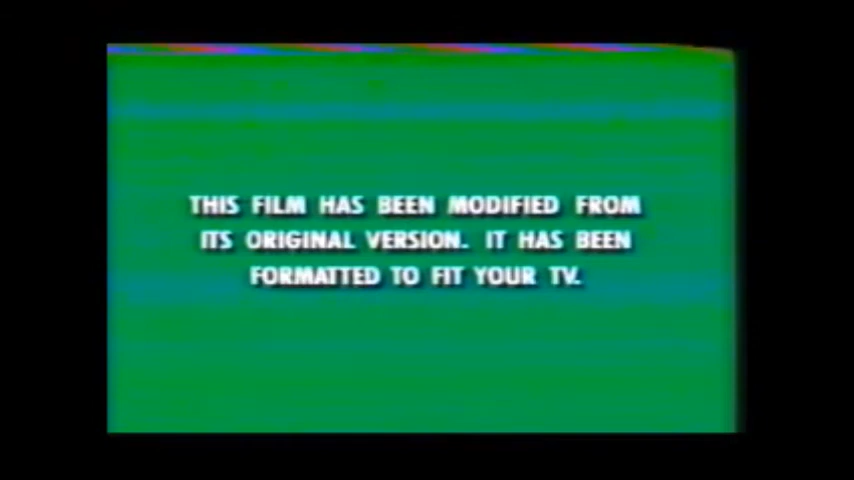 THIS FILM HAS BEEN MODIFIED FROM
ITS ORIGINAL VERSION. IT HAS BEEN
FORMATTED TO FIT YOUR TV.